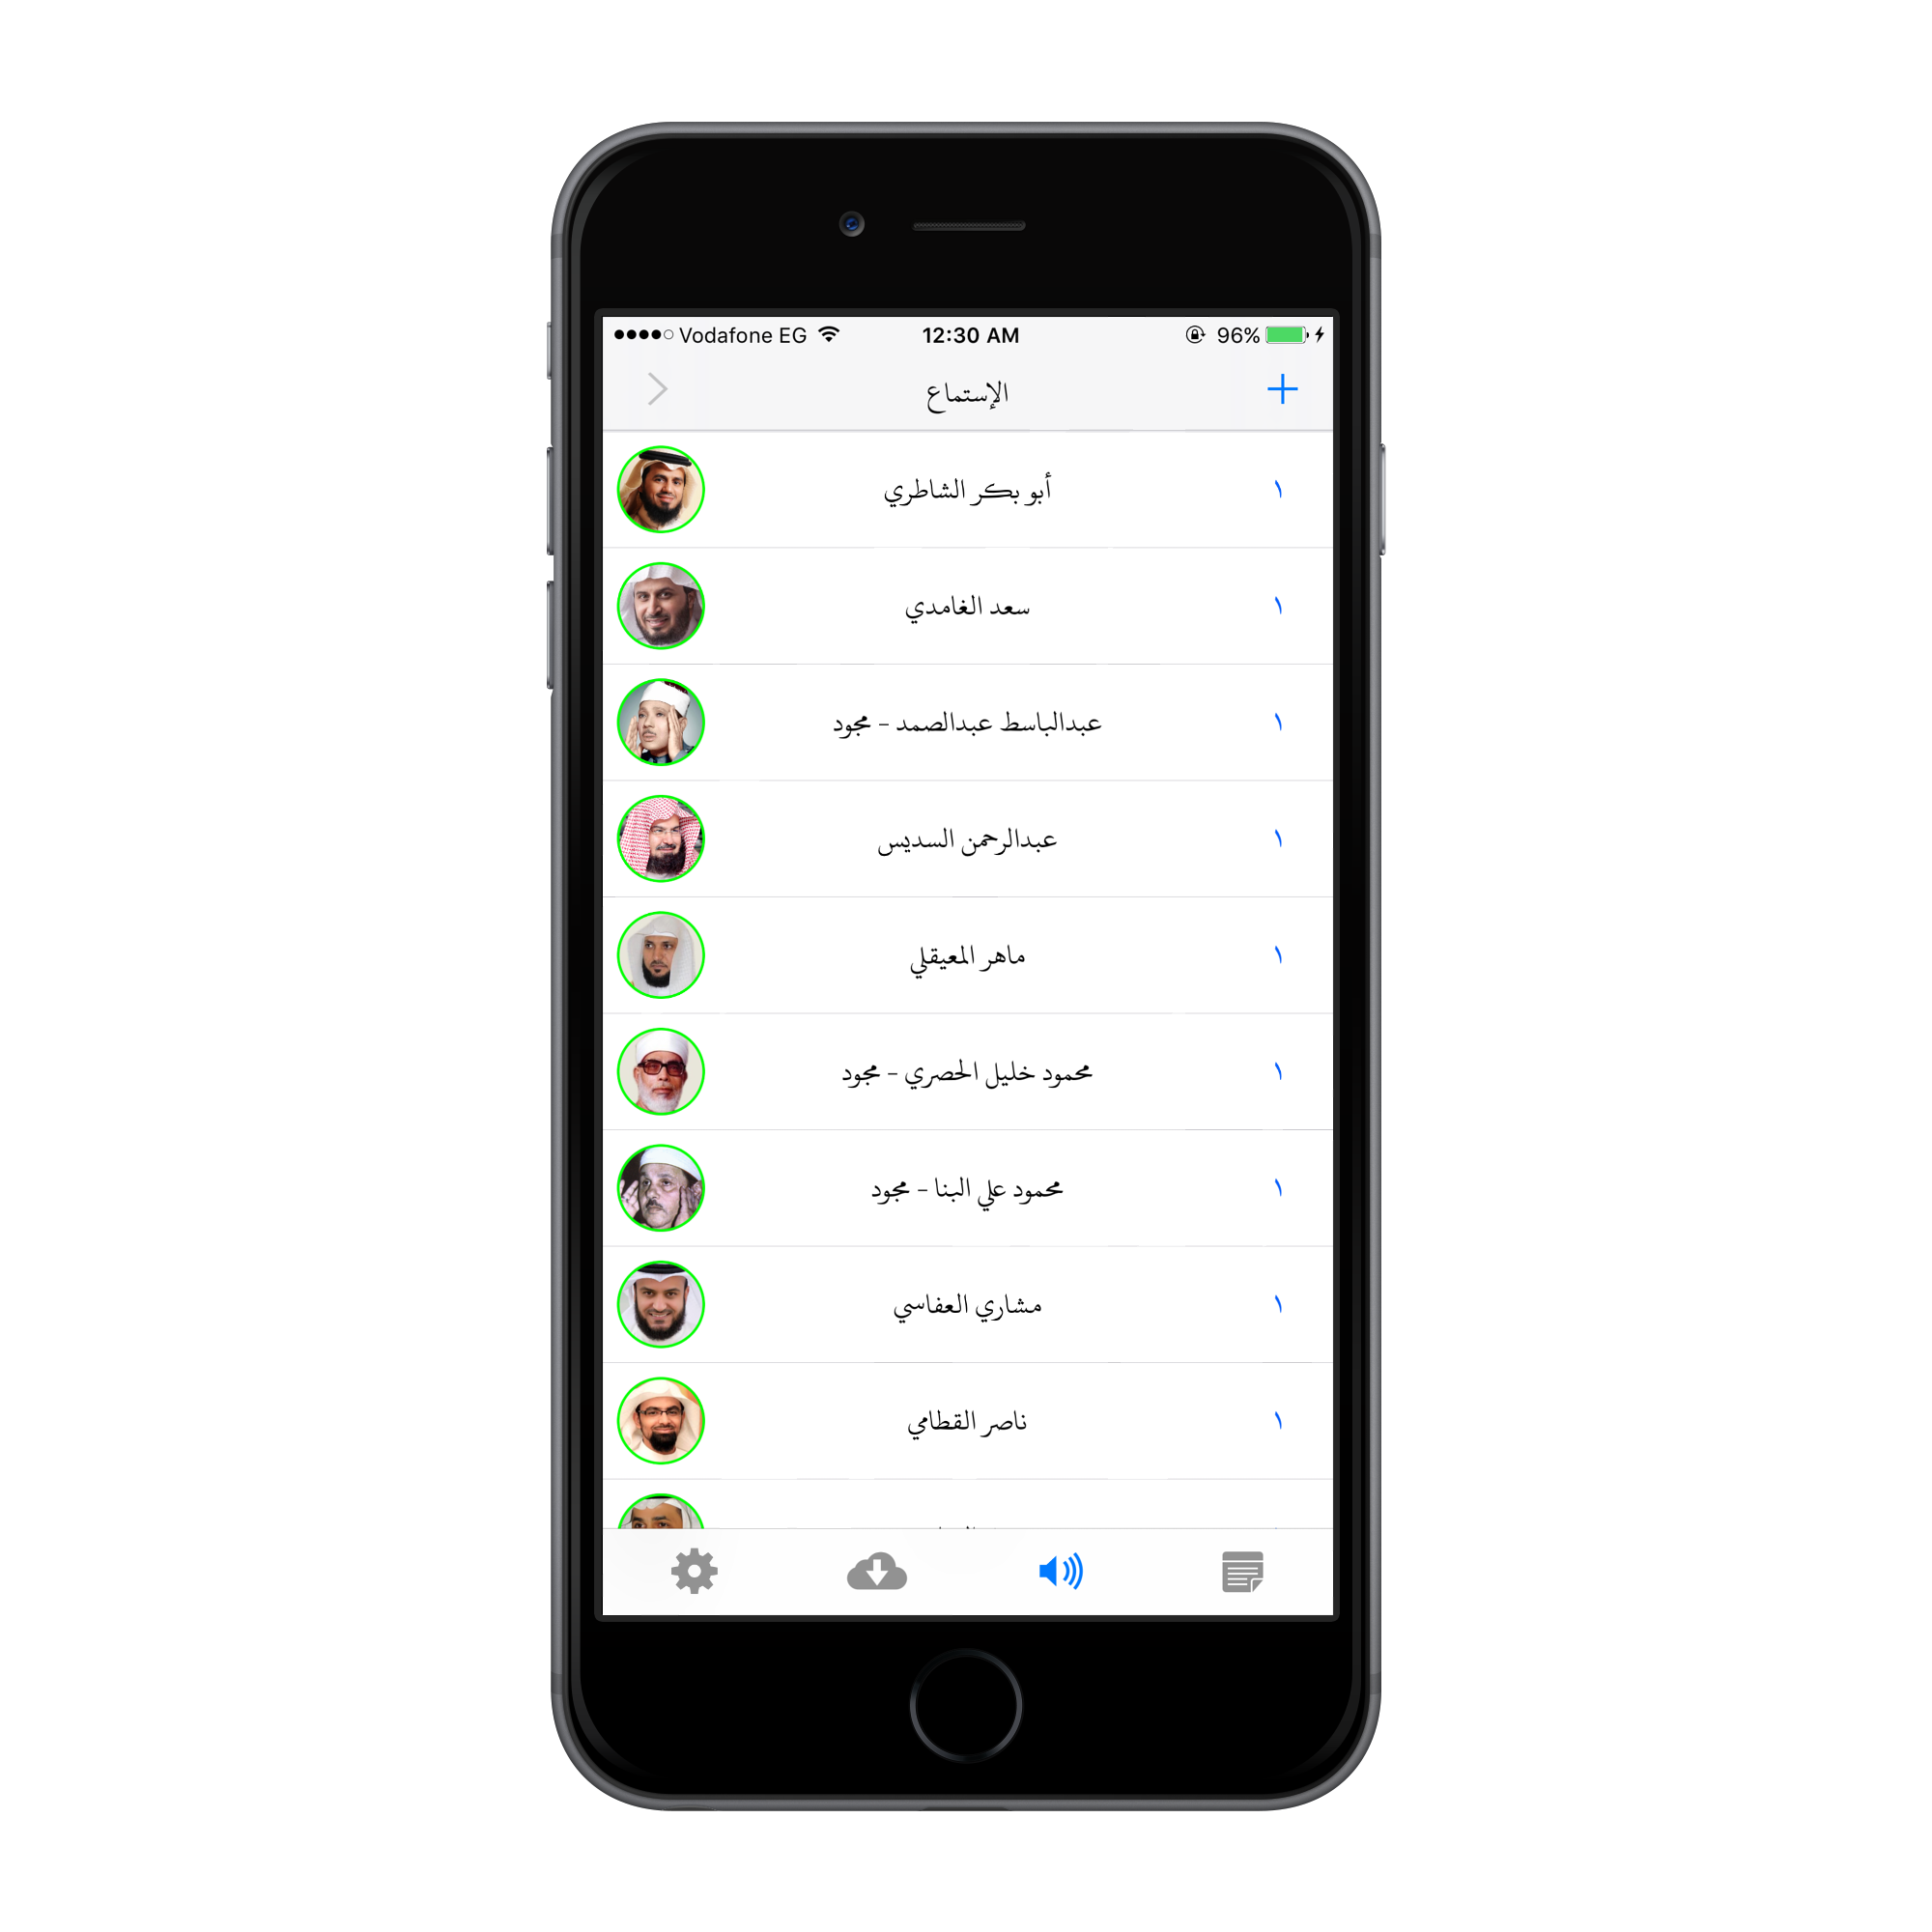 Vodafone EG 12:30 AM 96%
الإستماع
أبو بكر الشاطري ١
سعد الغامدي ١
عبدالباسط عبدالصمد - مجود ١
عبدالرحمن السديس ١
ماهر المعيقلي ١
محمود خليل الحصري - مجود ١
محمود علي البنا - مجود ١
مشاري العفاسي ١
ناصر القطامي ١